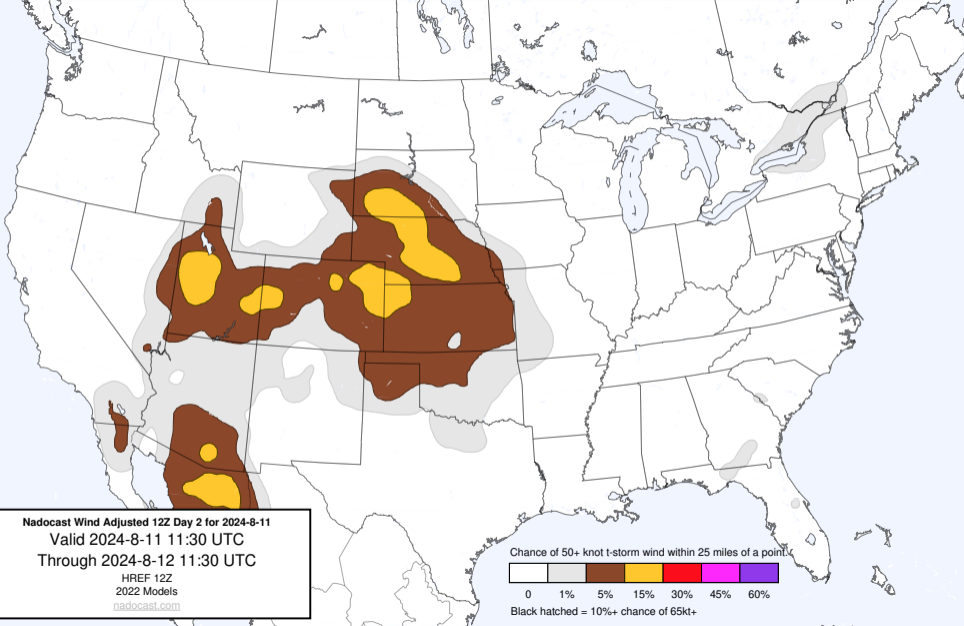 Nadocast Wind Adjusted 12Z Day 2 for 2024-8-11
Valid 2024-8-11 11:30 UTC
Through 2024-8-12 11:30 UTC
HREF 12Z
2022 Models
nadocast.com
Chance of 50+ knot t-storm wind within 25 miles of a point.
0 1% 5% 15% 30% 45% 60%
Black hatched = 10%+ chance of 65kt+